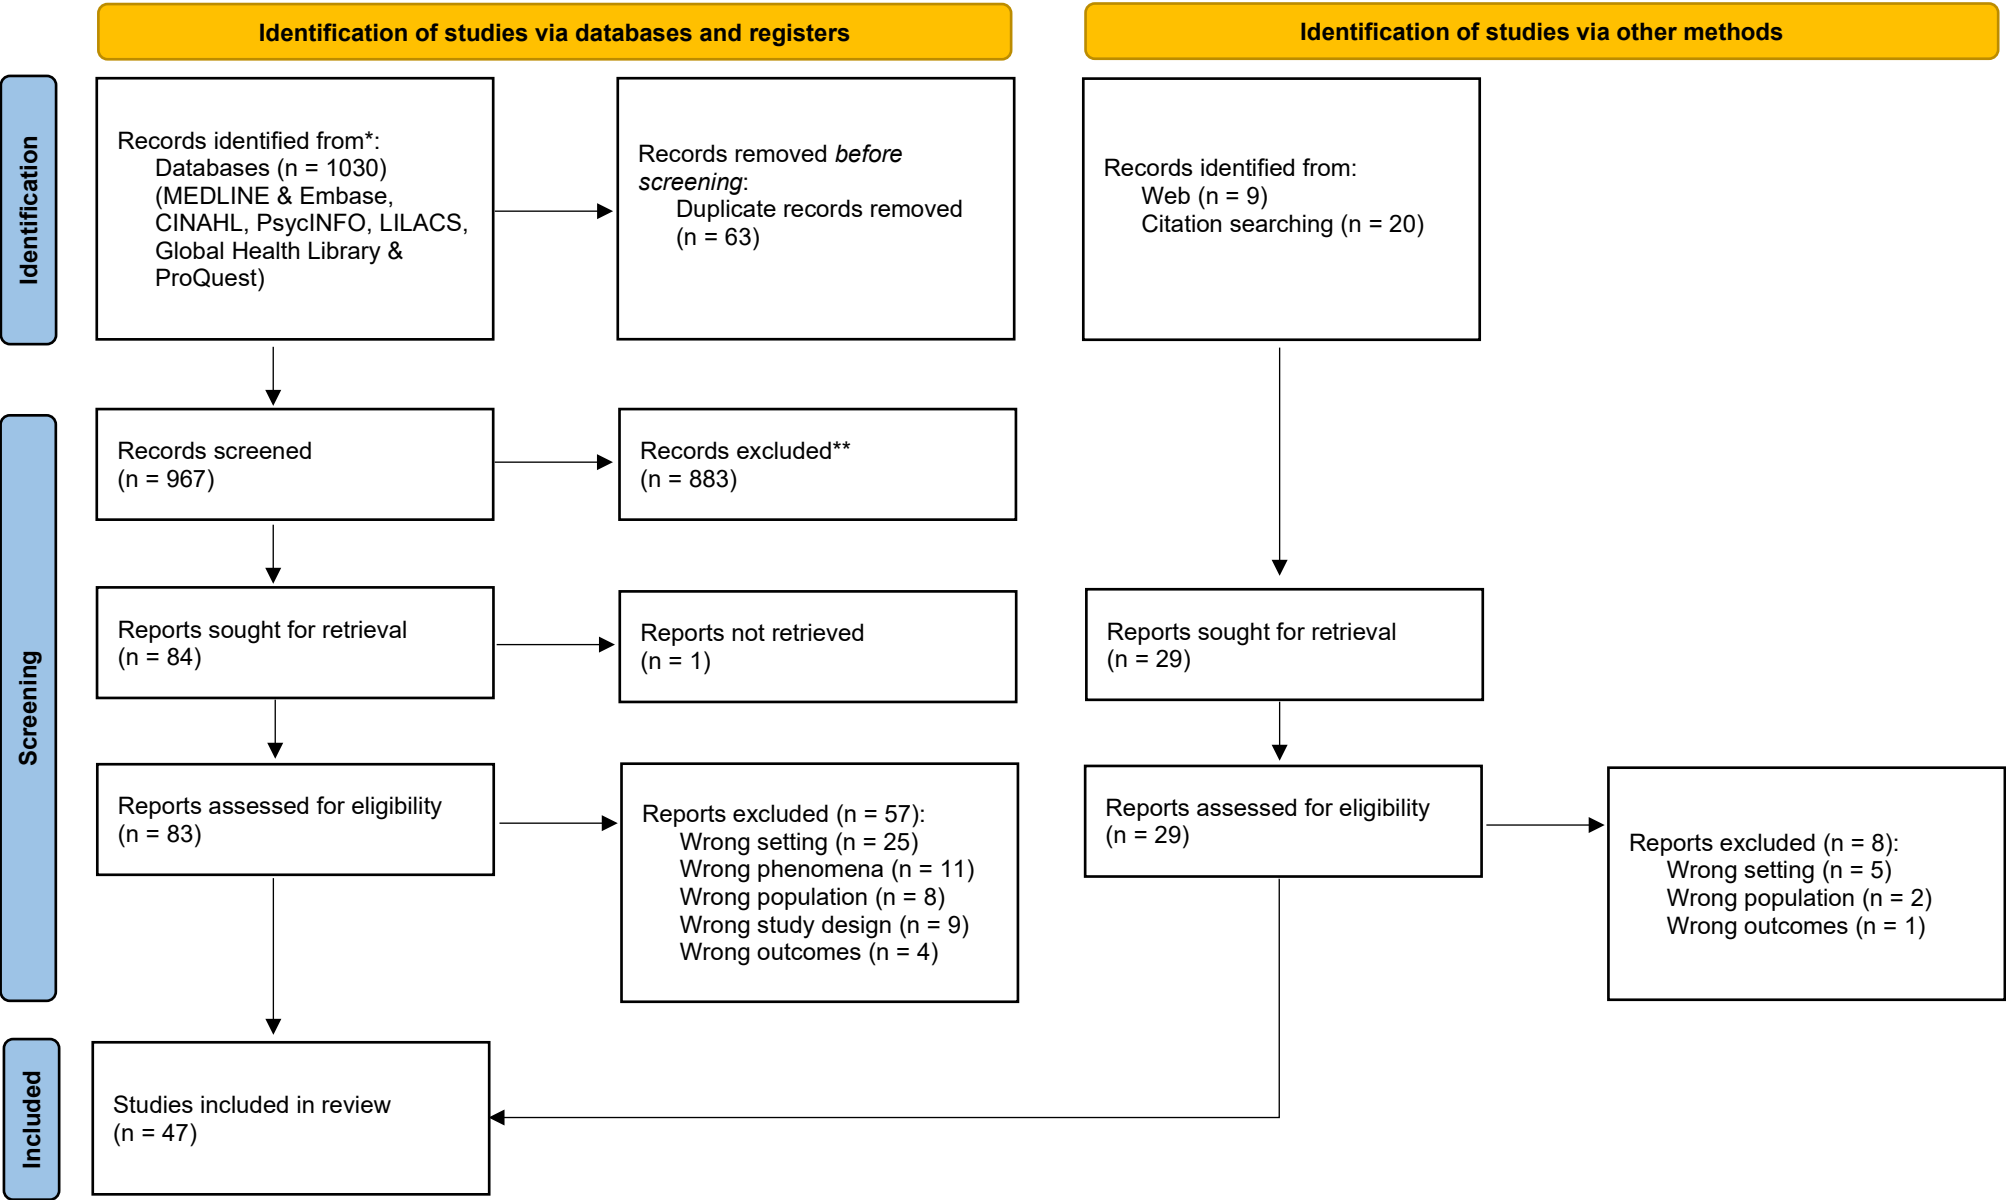 Identification of studies via databases and registers
Identification of studies via other methods
Identification
Records identified from*:
Databases (n = 1030)
(MEDLINE & Embase,
CINAHL, PsycINFO, LILACS,
Global Health Library &
ProQuest)
Records removed before
screening:
Duplicate records removed
(n = 63)
Records identified from:
Web (n = 9)
Citation searching (n = 20)
Screening
Records screened
(n = 967)
Records excluded**
(n = 883)
Reports sought for retrieval
(n = 84)
Reports not retrieved
(n = 1)
Reports sought for retrieval
(n = 29)
Reports assessed for eligibility
(n = 83)
Reports excluded (n = 57):
Wrong setting (n = 25)
Wrong phenomena (n = 11)
Wrong population (n = 8)
Wrong study design (n = 9)
Wrong outcomes (n = 4)
Reports assessed for eligibility
(n = 29)
Reports excluded (n = 8):
Wrong setting (n = 5)
Wrong population (n = 2)
Wrong outcomes (n = 1)
Included
Studies included in review
(n = 47)